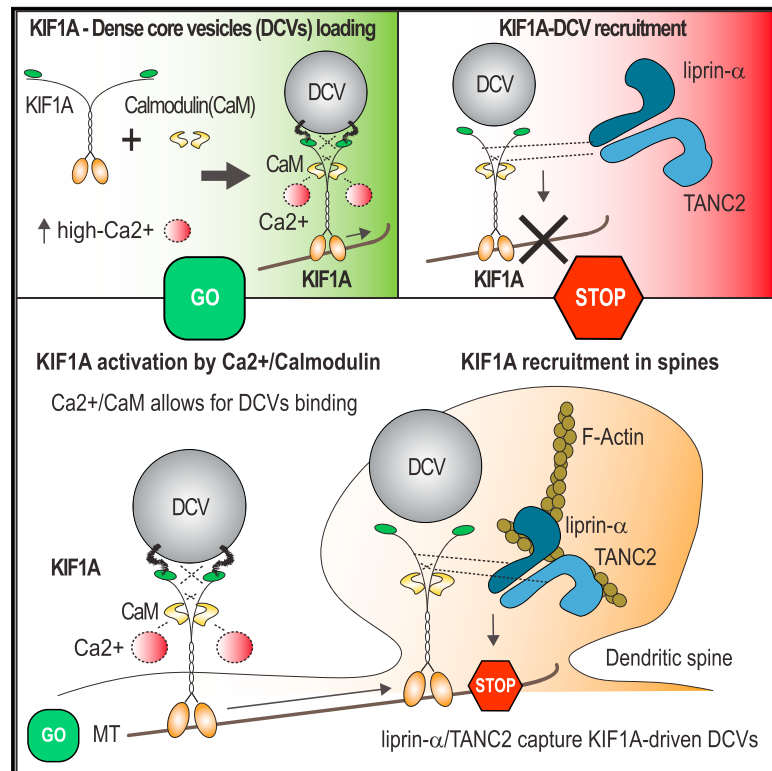 KIF1A - Dense core vesicles (DCVs) loading
KIF1A
+
Calmodulin(CaM)
DCV
CaM
Ca2+
high-Ca2+
KIF1A
GO
KIF1A-DCV recruitment
DCV
liprin-α
TANC2
KIF1A
STOP
KIF1A activation by Ca2+/Calmodulin
Ca2+/CaM allows for DCVs binding
DCV
KIF1A
CaM
Ca2+
GO
MT
KIF1A recruitment in spines
DCV
F-Actin
liprin-α
TANC2
STOP
Dendritic spine
liprin-α/TANC2 capture KIF1A-driven DCVs